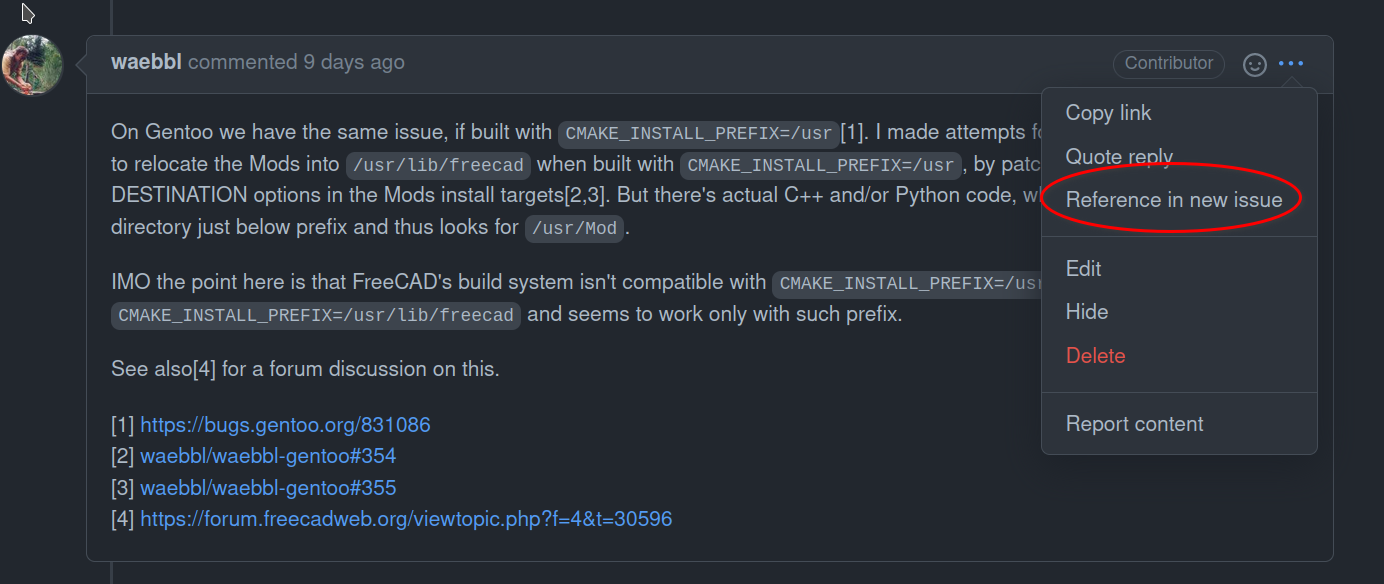 waebbl commented 9 days ago
Contributor
On Gentoo we have the same issue, if built with CMAKE_INSTALL_PREFIX=/usr[1]. I made attempts
to relocate the Mods into /usr/lib/freecad when built with CMAKE_INSTALL_PREFIX=/usr, by
DESTINATION options in the Mods install targets[2,3]. But there's actual C++ and/or Python code,
directory just below prefix and thus looks for /usr/Mod.
IMO the point here is that FreeCAD's build system isn't compatible with CMAKE_INSTALL_PREFIX=/usr
CMAKE_INSTALL_PREFIX=/usr/lib/freecad and seems to work only with such prefix.
See also[4] for a forum discussion on this.
[1] https://bugs.gentoo.org/831086
[2] waebbl/waebbl-gentoo#354
[3] waebbl/waebbl-gentoo#355
[4] https://forum.freecadweb.org/viewtopic.php?f=4&t=30596
Copy link
Quote reply
Reference in new issue
Edit
Hide
Delete
Report content